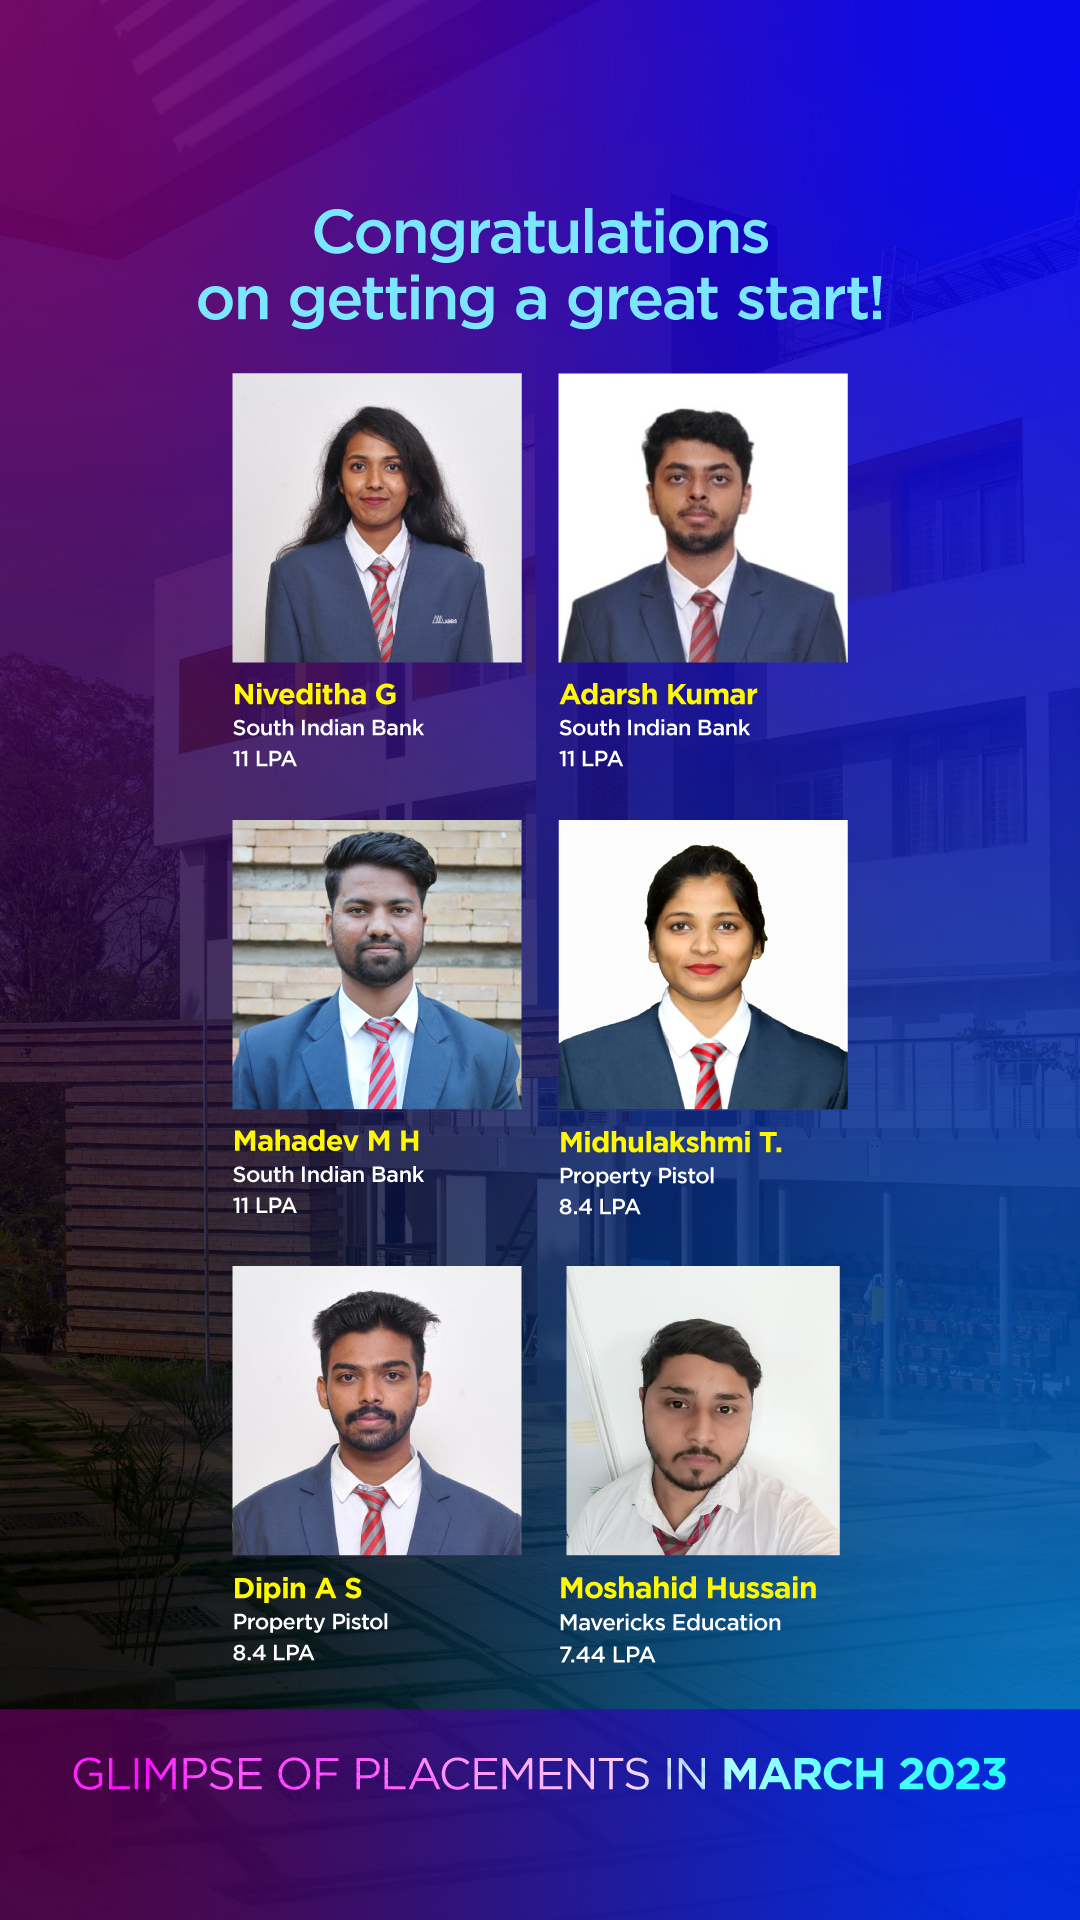 Congratulations
on getting a great start!
Niveditha G
South Indian Bank
11 LPA
Adarsh Kumar
South Indian Bank
11 LPA
Mahadev M H
South Indian Bank
11 LPA
Midhulakshmi T.
Property Pistol
8.4 LPA
Dipin A S
Property Pistol
8.4 LPA
Moshahid Hussain
Mavericks Education
7.44 LPA
GLIMPSE OF PLACEMENTS IN MARCH 2023